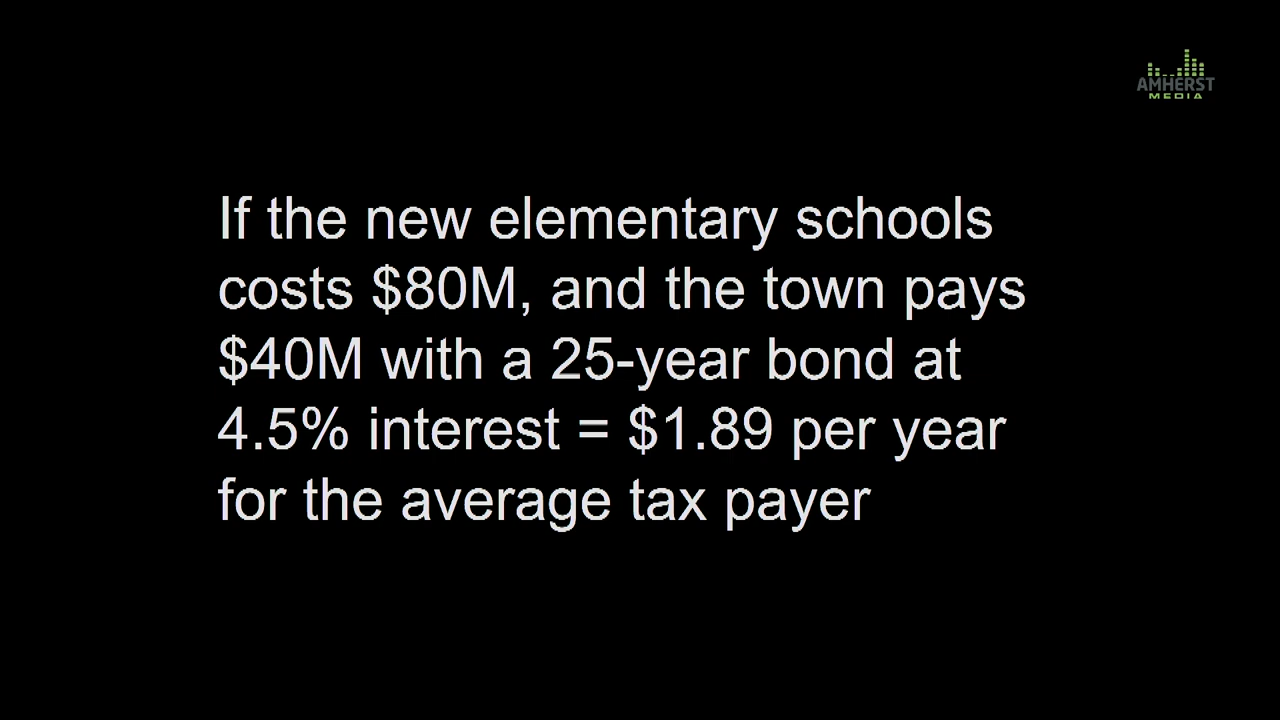 AMHERST
MEDIA
If the new elementary schools
costs $80M, and the town pays
$40M with a 25-year bond at
4.5% interest = $1.89 per year
for the average tax payer